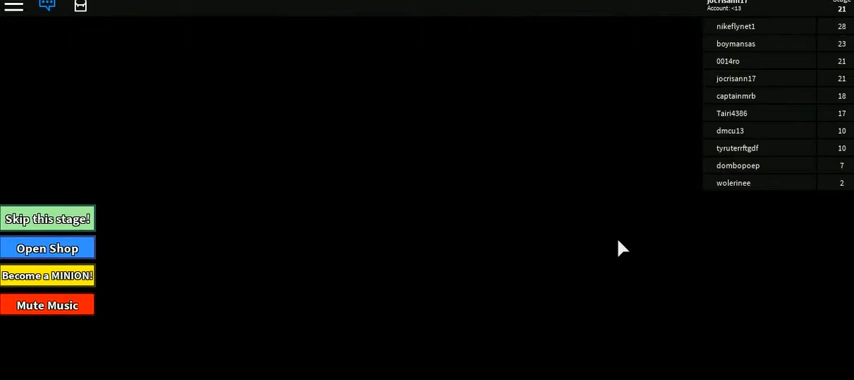 jocrisann17
Account: <13
Stage
21
nikeflynet1 28
boymansas 23
0014ro 21
jocrisann17 21
captainmrb 18
Tairi4386 17
dmcu13 10
tyruterrftgdf 10
dombopoep 7
wolerinee 2
Skip this stage!
Open Shop
Become a MINION!
Mute Music